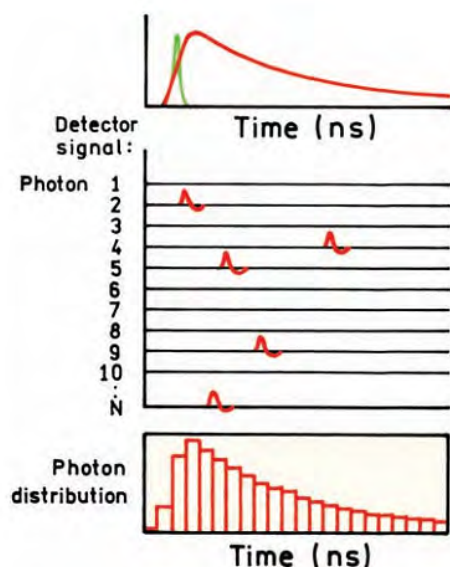 Time (ns)
Detector
signal:
Photon 1
2
3
4
5
6
7
8
9
10
:
N
Photon
distribution
Time (ns)